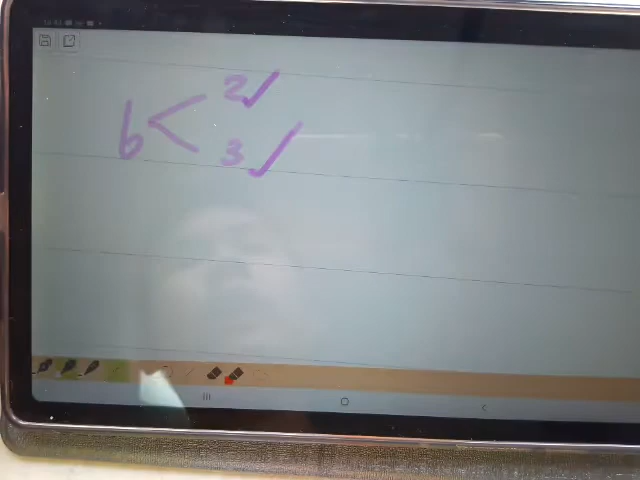 6 < 2 ✓
3 ✓